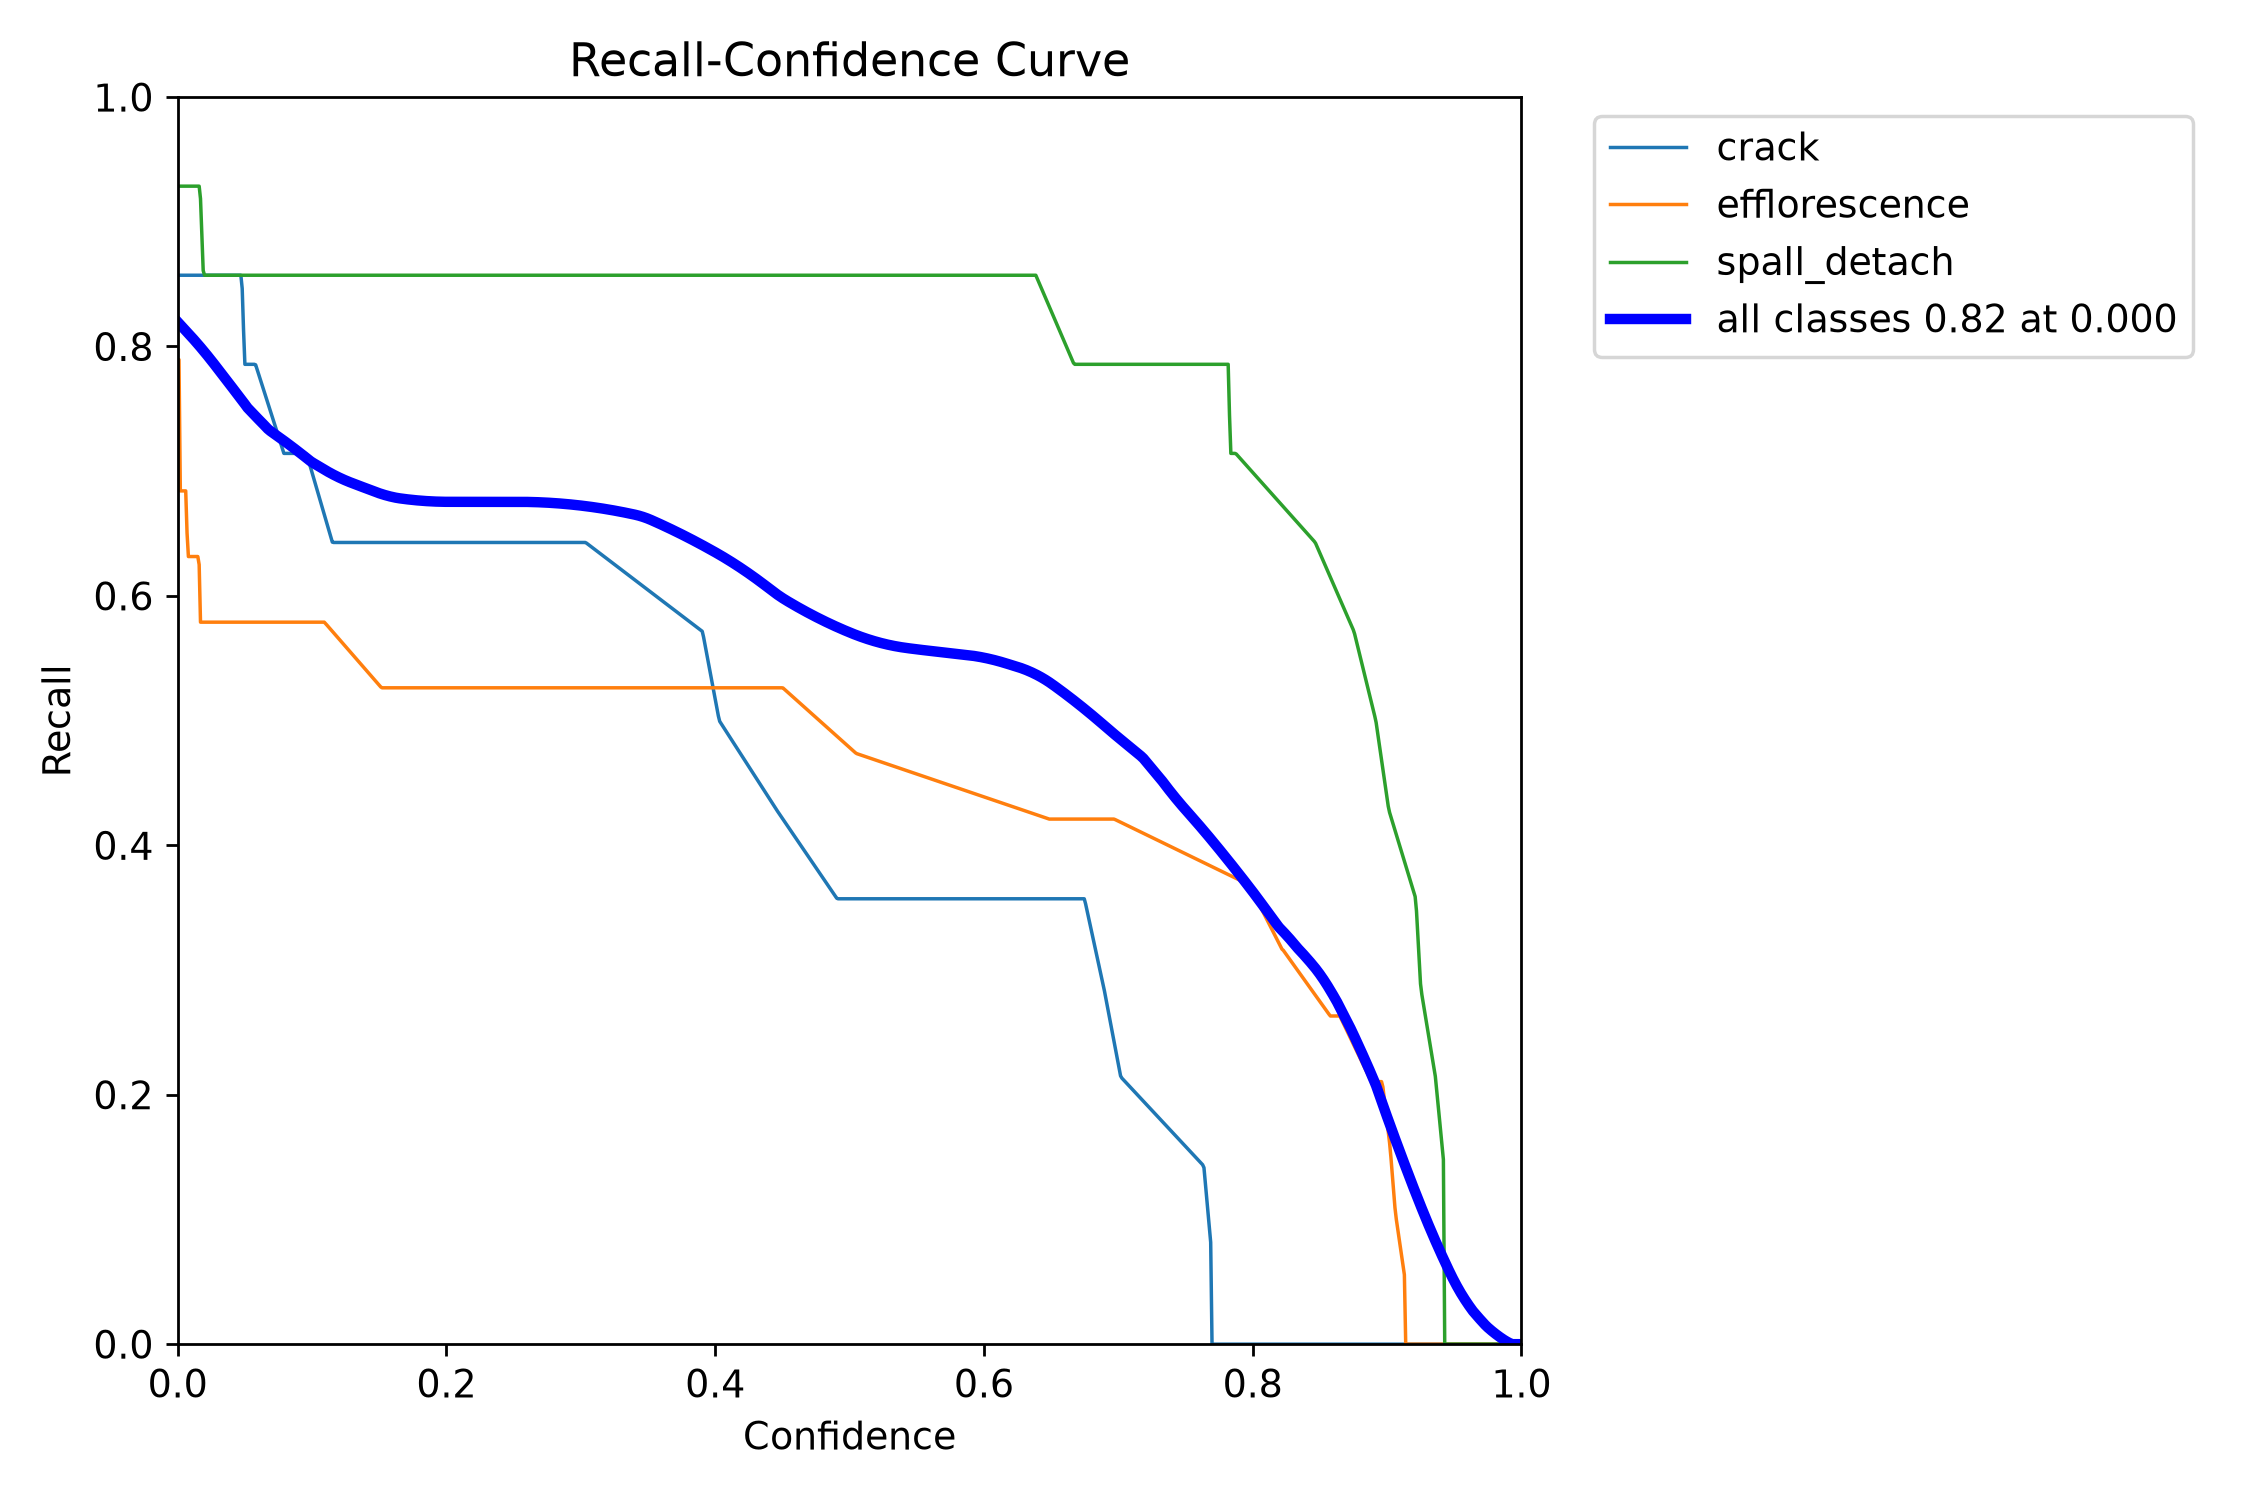 Recall-Confidence Curve
1.0
0.8
0.6
0.4
0.2
0.0
Recall
0.0 0.2 0.4 0.6 0.8 1.0
Confidence
crack
efflorescence
spall_detach
all classes 0.82 at 0.000